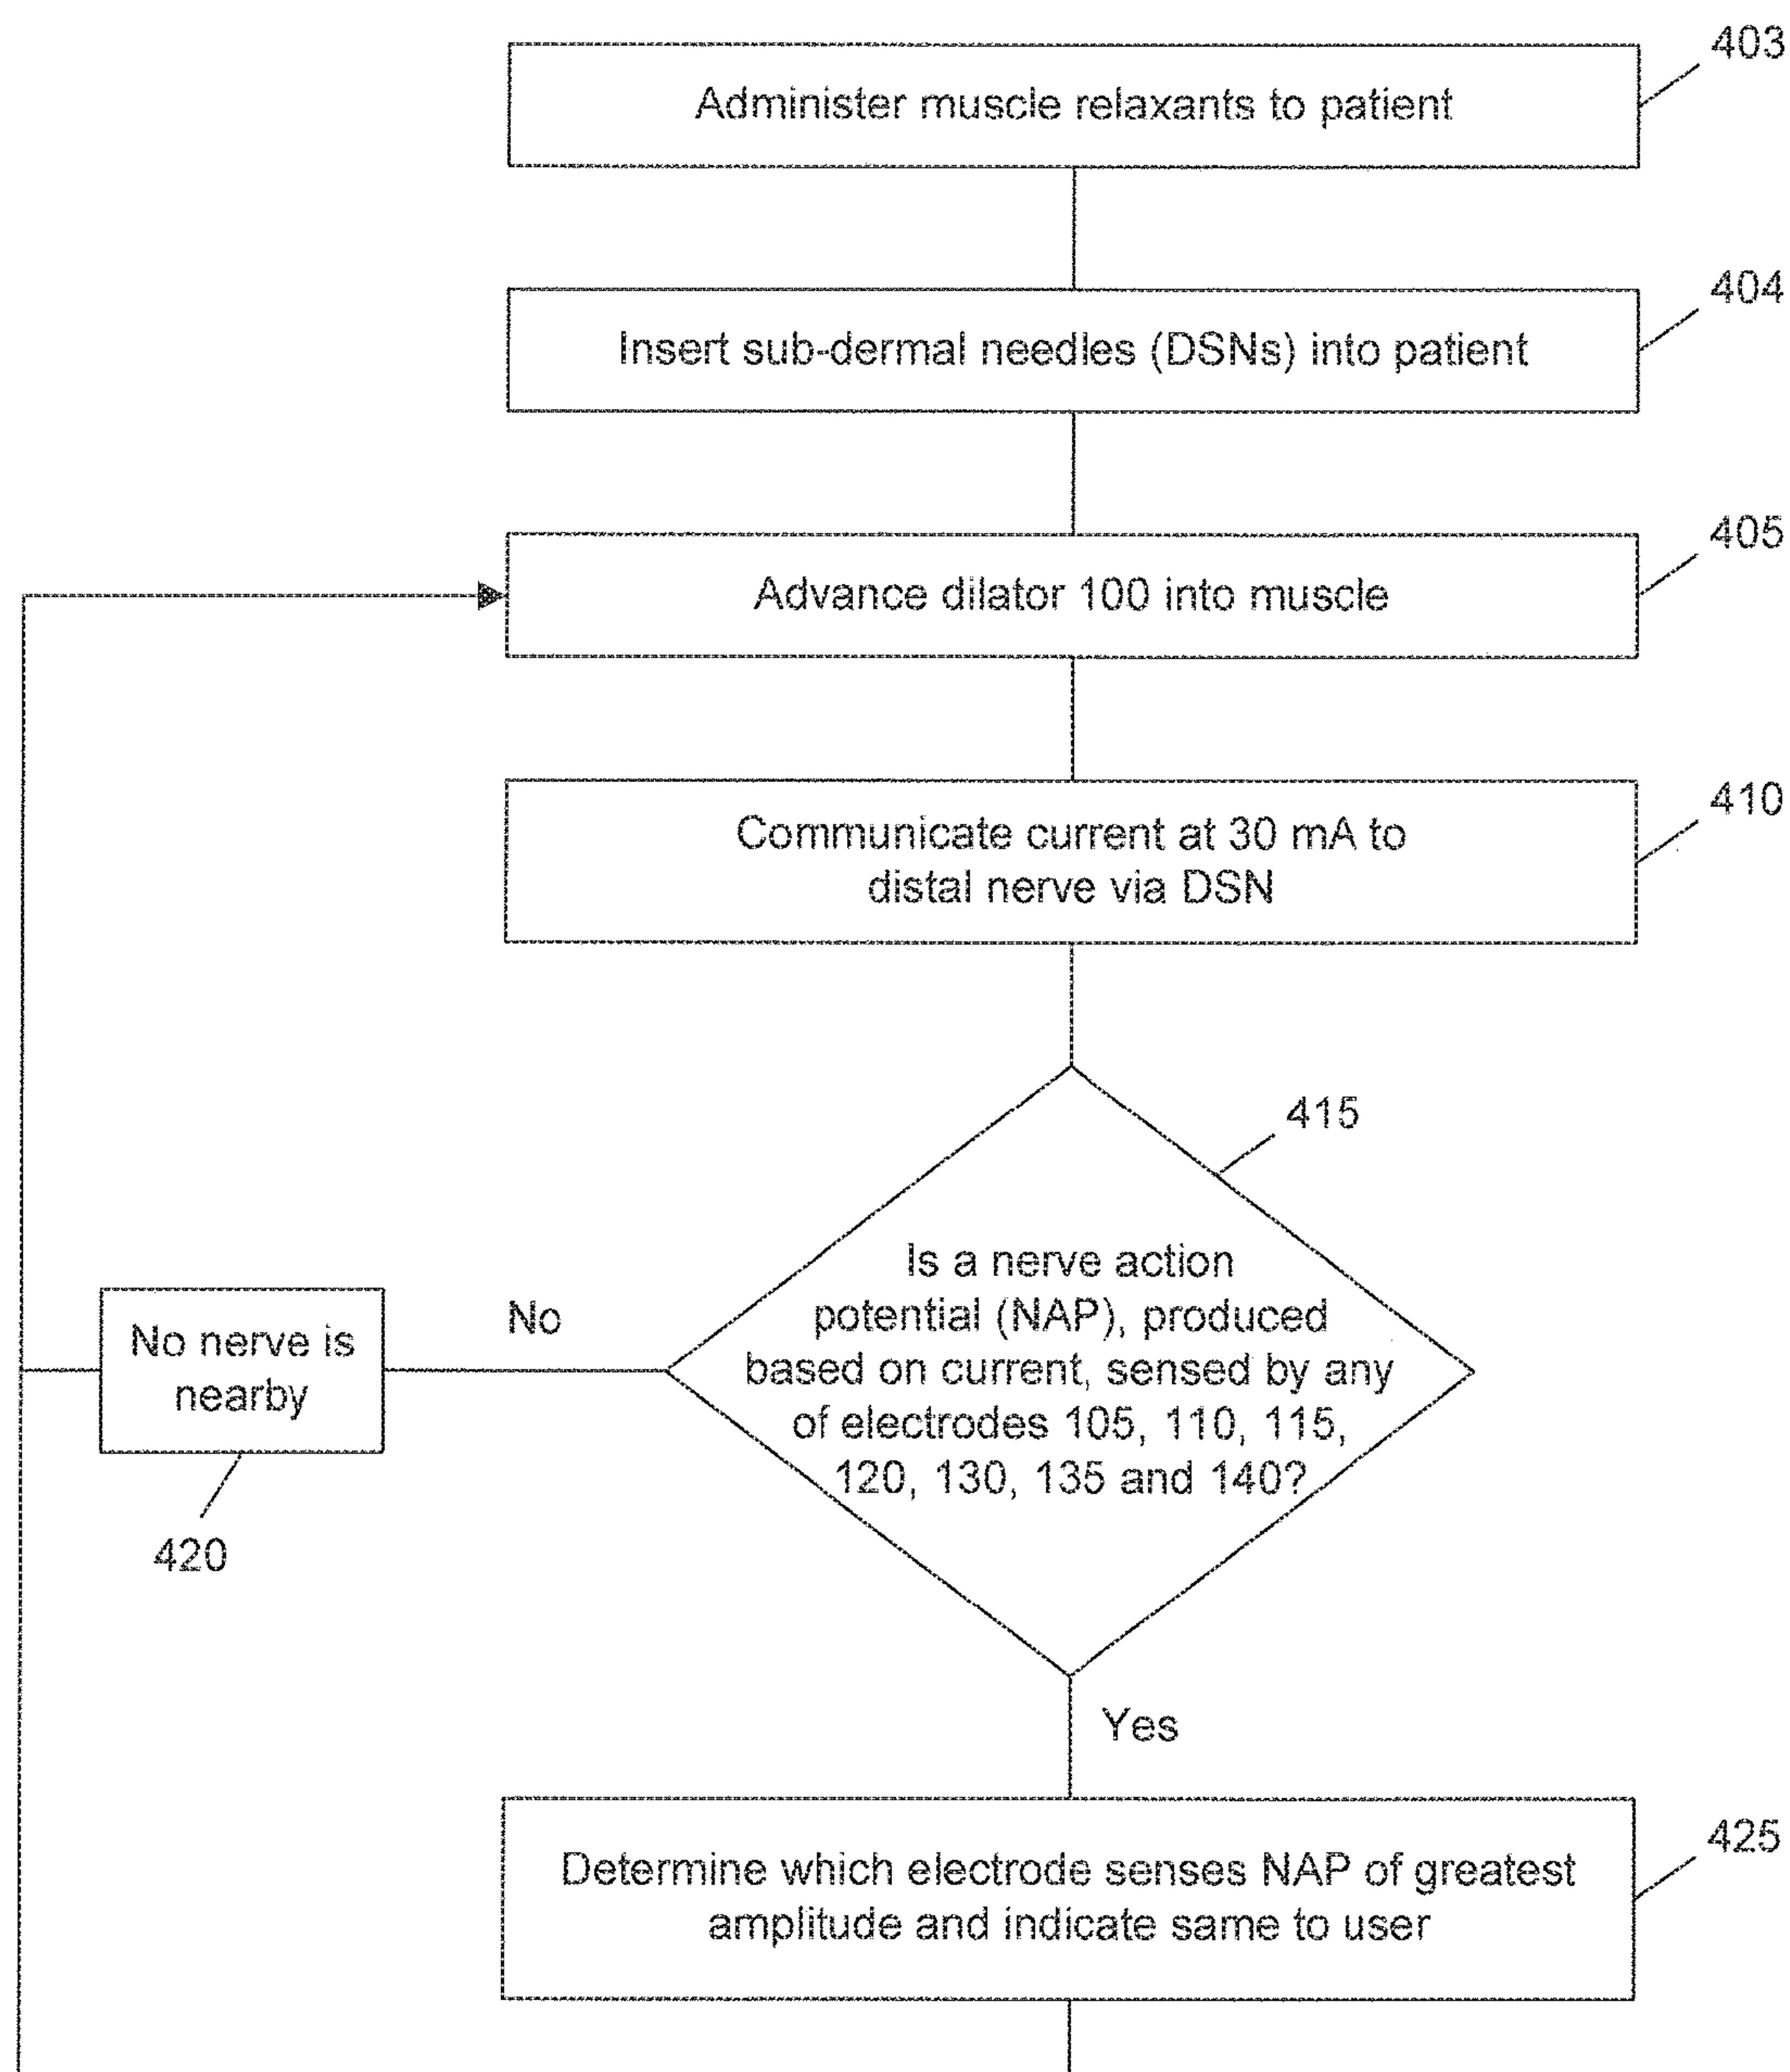 403
Administer muscle relaxants to patient
404
Insert sub-dermal needles (DSNs) into patient
405
Advance dilator 100 into muscle
410
Communicate current at 30 mA to
distal nerve via DSN
415
Is a nerve action
potential (NAP), produced
based on current, sensed by any
of electrodes 105, 110, 115,
120, 130, 135 and 140?
No
No nerve is
nearby
420
Yes
425
Determine which electrode senses NAP of greatest
amplitude and indicate same to user